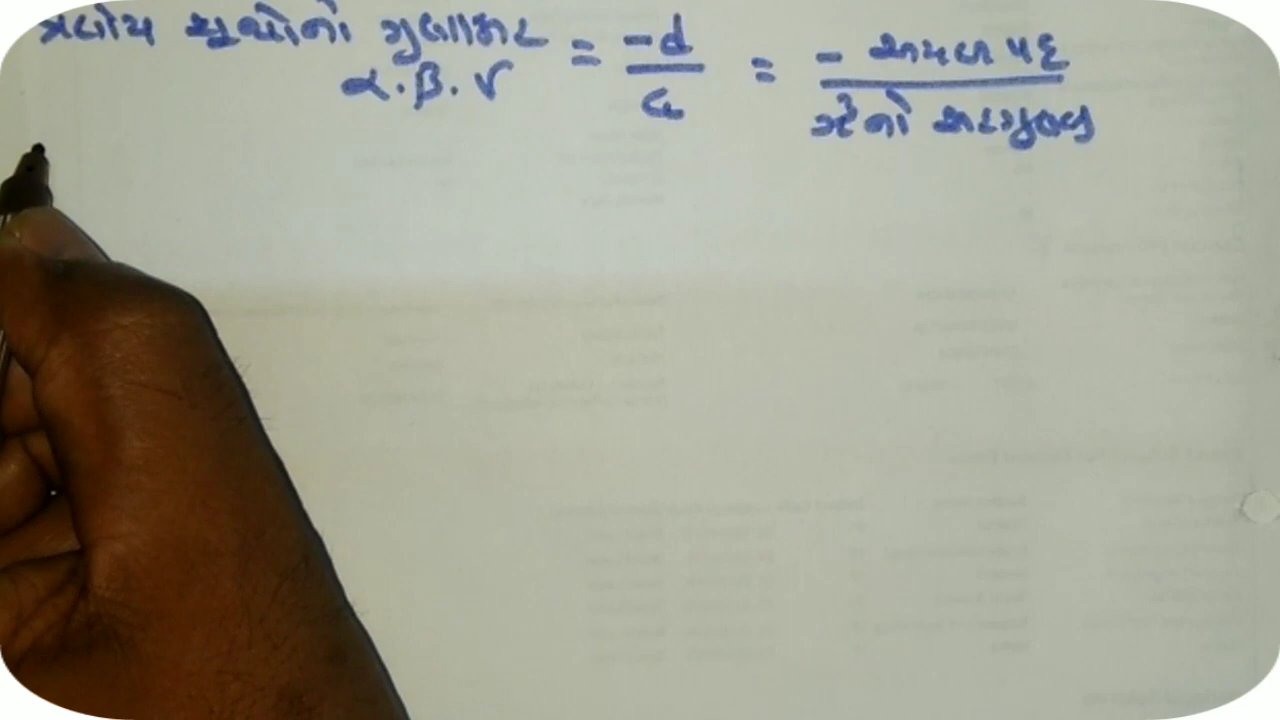 ત્રણેય શૂન્યોનો ગુણાકાર = -d/a = - અચળ પદ / x³નો સહગુણક
α.β.γ